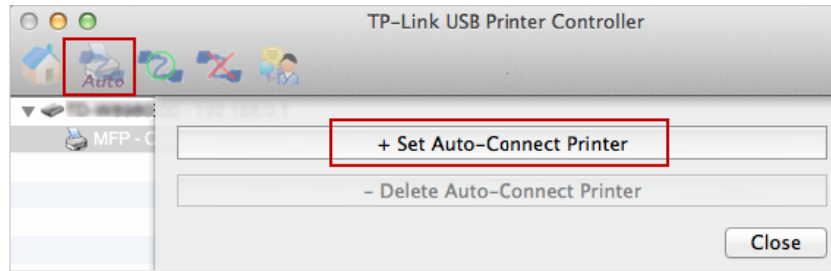 TP-Link USB Printer Controller
Auto
MFP - C
+ Set Auto-Connect Printer
- Delete Auto-Connect Printer
Close